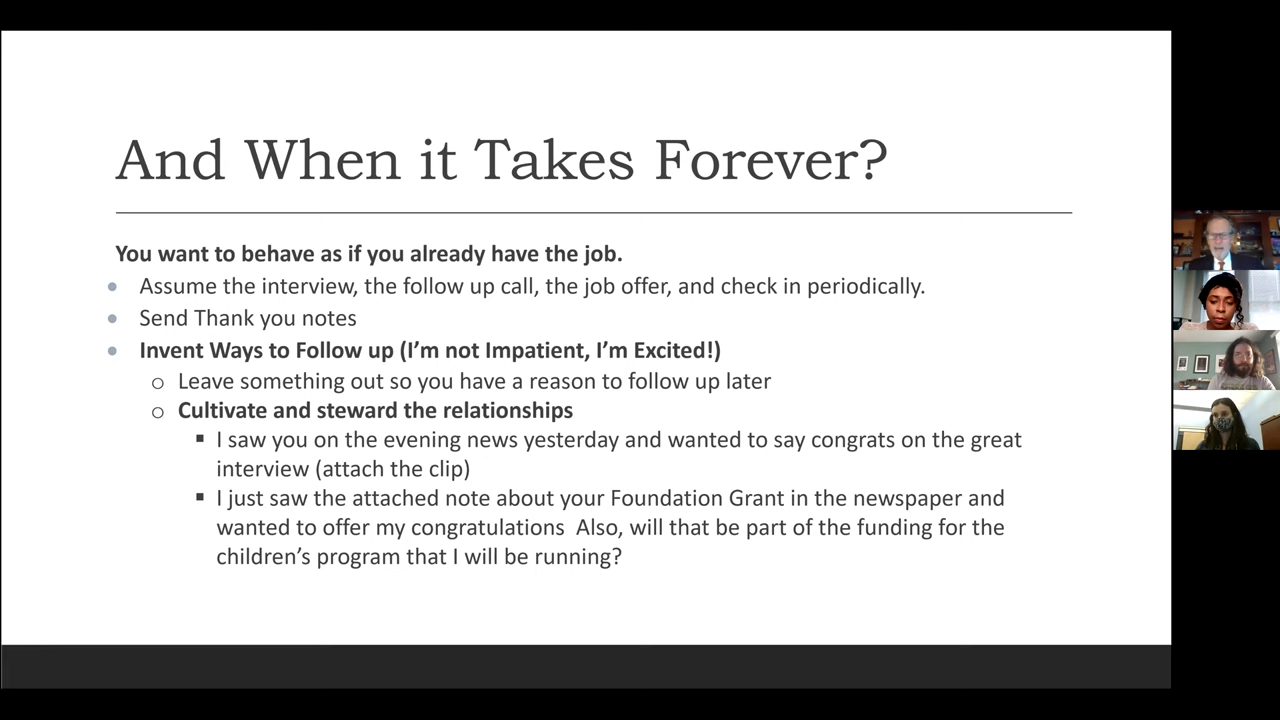 And When it Takes Forever?
You want to behave as if you already have the job.
Assume the interview, the follow up call, the job offer, and check in periodically.
Send Thank you notes
Invent Ways to Follow up (I’m not Impatient, I’m Excited!)
Leave something out so you have a reason to follow up later
Cultivate and steward the relationships
I saw you on the evening news yesterday and wanted to say congrats on the great
interview (attach the clip)
I just saw the attached note about your Foundation Grant in the newspaper and
wanted to offer my congratulations  Also, will that be part of the funding for the
children’s program that I will be running?